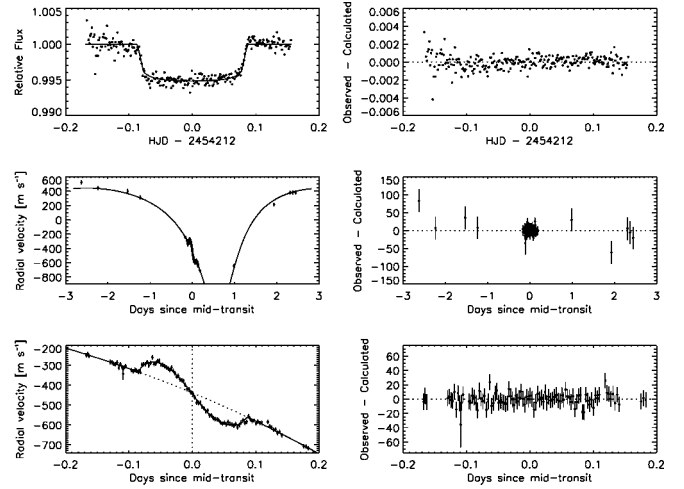 1.005
1.000
0.995
0.990
Relative Flux
-0.2 -0.1 0.0 0.1 0.2
HJD - 2454212
0.006
0.004
0.002
0.000
-0.002
-0.004
-0.006
Observed - Calculated
-0.2 -0.1 0.0 0.1 0.2
HJD - 2454212
600
400
200
0
-200
-400
-600
-800
Radial velocity [m s⁻¹]
-3 -2 -1 0 1 2 3
Days since mid-transit
150
100
50
0
-50
-100
-150
Observed - Calculated
-3 -2 -1 0 1 2 3
Days since mid-transit
-200
-300
-400
-500
-600
-700
Radial velocity [m s⁻¹]
-0.2 -0.1 0.0 0.1 0.2
Days since mid-transit
60
40
20
0
-20
-40
-60
Observed - Calculated
-0.2 -0.1 0.0 0.1 0.2
Days since mid-transit